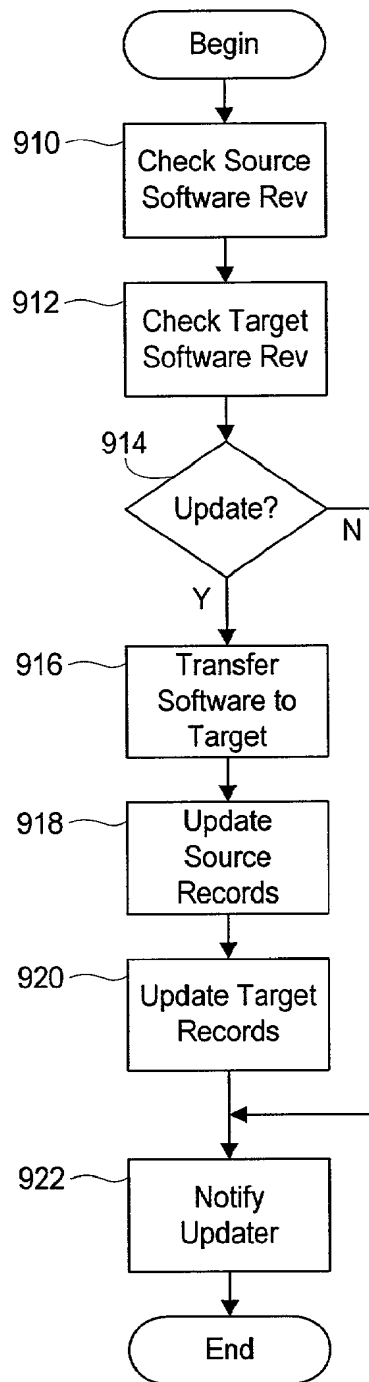 Begin
910
Check Source
Software Rev
912
Check Target
Software Rev
914
Update?
N
Y
916
Transfer
Software to
Target
918
Update
Source
Records
920
Update Target
Records
922
Notify
Updater
End